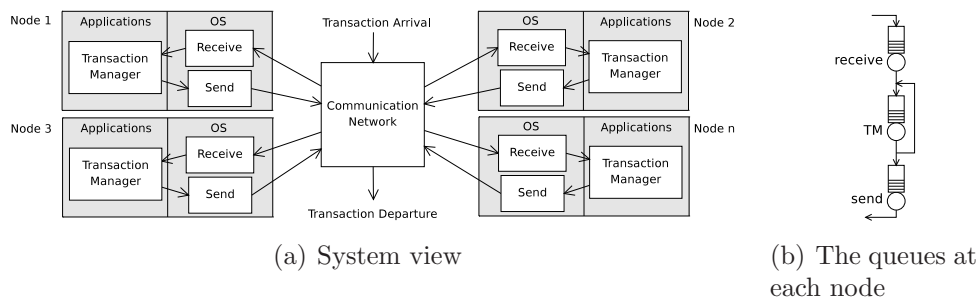 Node 1
Applications
OS
Transaction
Manager
Receive
Send
Node 3
Applications
OS
Transaction
Manager
Receive
Send
Transaction Arrival
Communication
Network
Transaction Departure
OS
Applications
Node 2
Receive
Send
Transaction
Manager
OS
Applications
Node n
Receive
Send
Transaction
Manager
(a) System view
receive
TM
send
(b) The queues at
each node